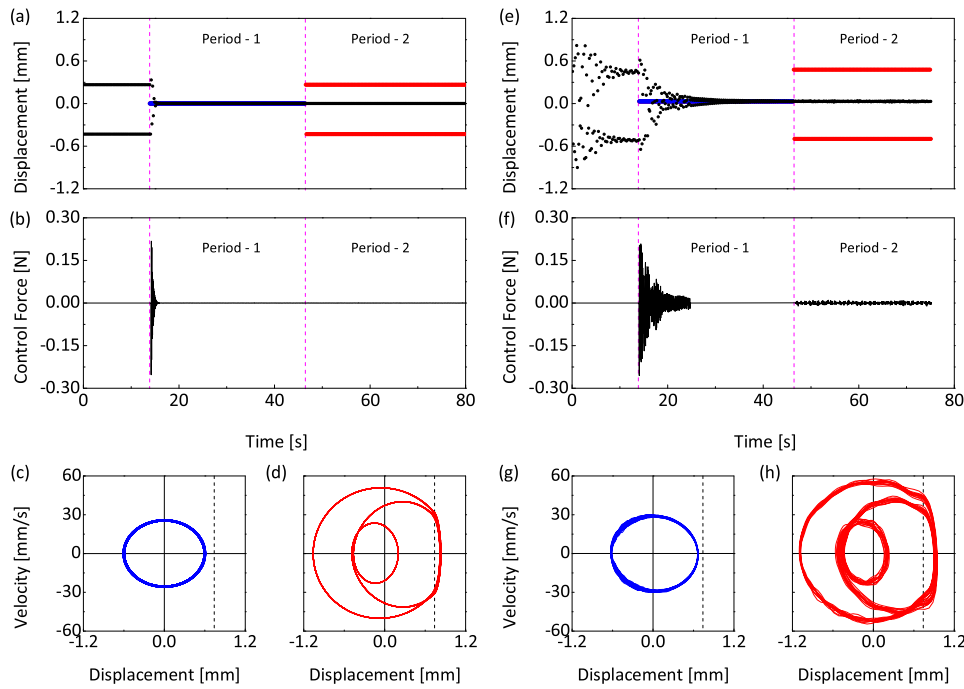 (a)
Displacement [mm]
1.2
0.6
0.0
-0.6
-1.2
Period - 1
Period - 2
(b)
Control Force [N]
0.30
0.15
0.00
-0.15
-0.30
Period - 1
Period - 2
0 20 40 60 80
Time [s]
(e)
Displacement [mm]
1.2
0.6
0.0
-0.6
-1.2
Period - 1
Period - 2
(f)
Control Force [N]
0.30
0.15
0.00
-0.15
-0.30
Period - 1
Period - 2
0 20 40 60 80
Time [s]
(c)
Velocity [mm/s]
60
30
0
-30
-60
-1.2 0.0 1.2
Displacement [mm]
(d)
-1.2 0.0 1.2
Displacement [mm]
(g)
Velocity [mm/s]
60
30
0
-30
-60
-1.2 0.0 1.2
Displacement [mm]
(h)
-1.2 0.0 1.2
Displacement [mm]